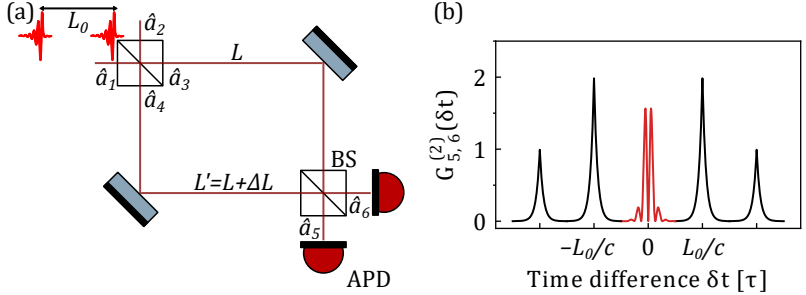 (a)
L₀
â₂
â₁
â₃
â₄
L
L'=L+ΔL
BS
â₆
â₅
APD
(b)
G⁽²⁾₅,₆(δt)
2
1
0
−L₀/c
0
L₀/c
Time difference δt [τ]